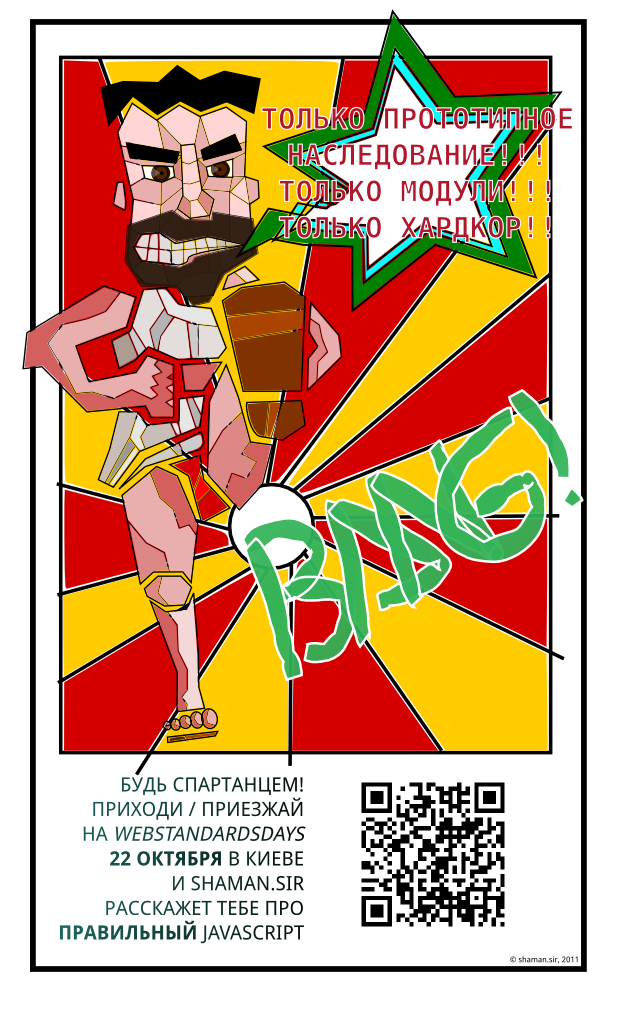 ТОЛЬКО ПРОТОТИПНОЕ
НАСЛЕДОВАНИЕ!!!
ТОЛЬКО МОДУЛИ!!!
ТОЛЬКО ХАРДКОР!!
BMG!
БУДЬ СПАРТАНЦЕМ!
ПРИХОДИ / ПРИЕЗЖАЙ
НА WEBSTANDARDSDAYS
22 ОКТЯБРЯ В КИЕВЕ
И SHAMAN.SIR
РАССКАЖЕТ ТЕБЕ ПРО
ПРАВИЛЬНЫЙ JAVASCRIPT
© shaman.sir, 2011